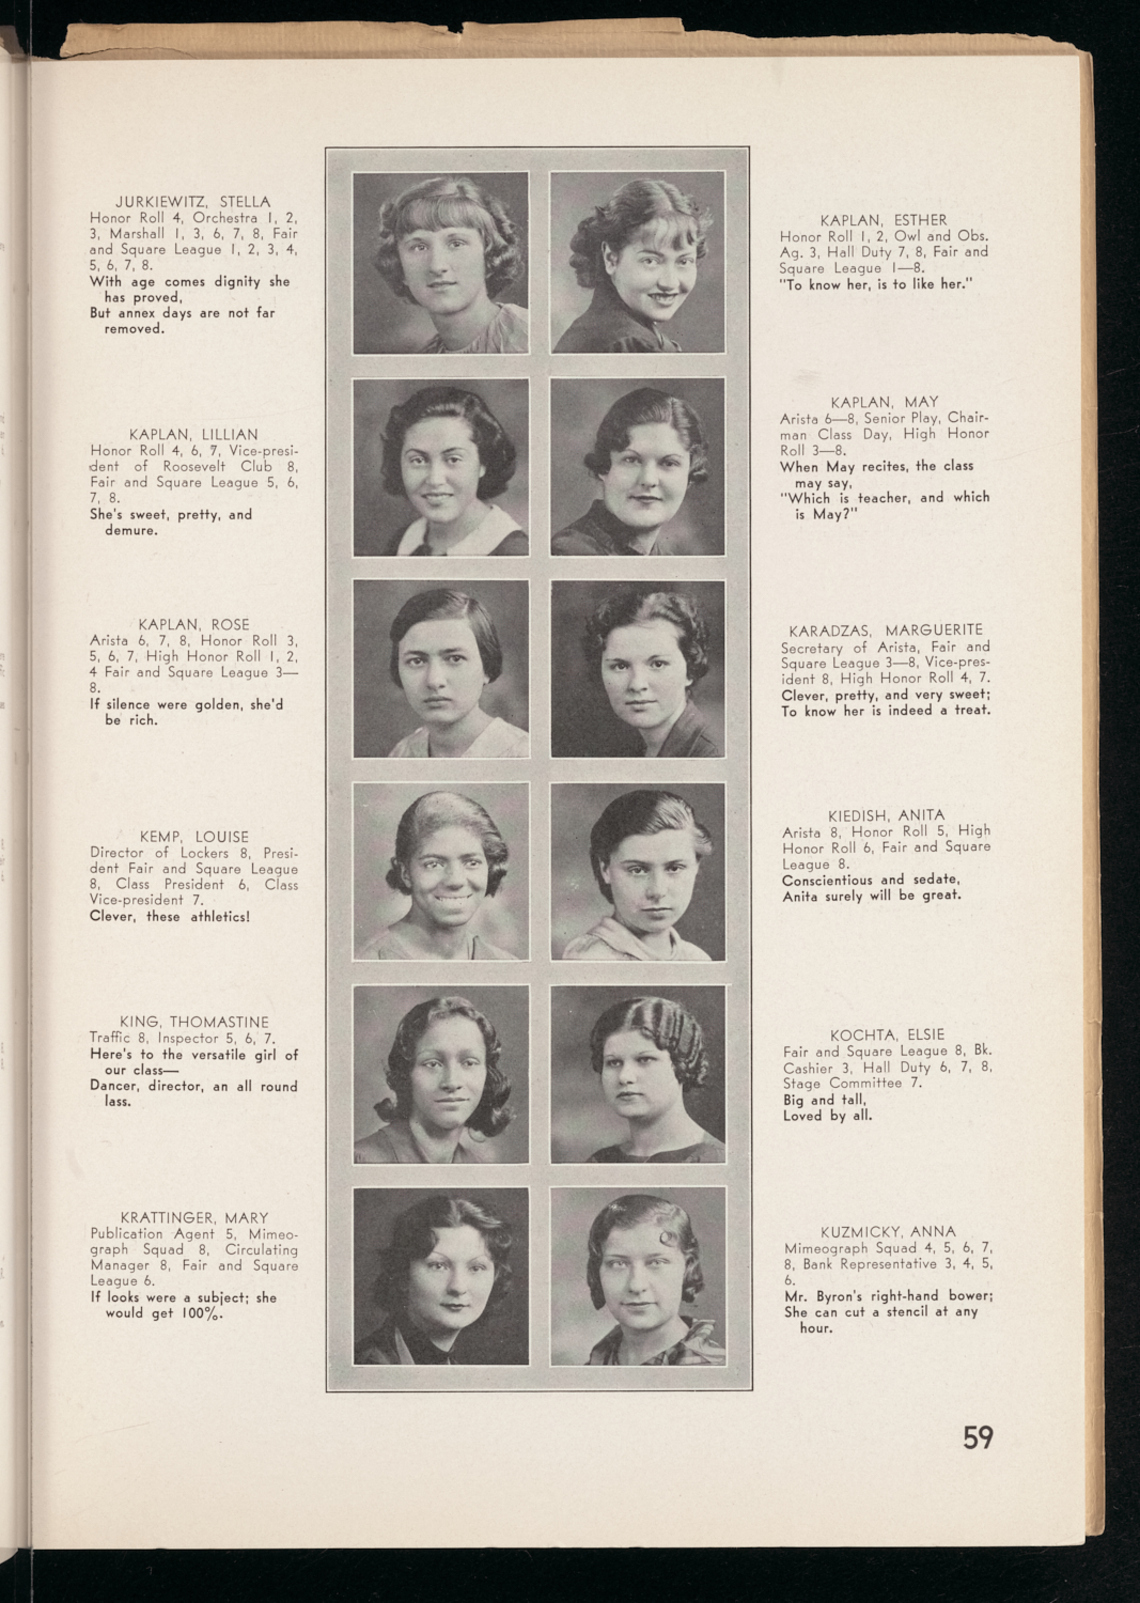 JURKIEWITZ, STELLA
Honor Roll 4, Orchestra 1, 2,
3, Marshall 1, 3, 6, 7, 8, Fair
and Square League 1, 2, 3, 4,
5, 6, 7, 8.
With age comes dignity she
has proved,
But annex days are not far
removed.
KAPLAN, LILLIAN
Honor Roll 4, 6, 7, Vice-presi-
dent of Roosevelt Club 8,
Fair and Square League 5, 6,
7, 8.
She's sweet, pretty, and
demure.
KAPLAN, ROSE
Arista 6, 7, 8, Honor Roll 3,
5, 6, 7, High Honor Roll 1, 2,
4 Fair and Square League 3—
8.
If silence were golden, she'd
be rich.
KEMP, LOUISE
Director of Lockers 8, Presi-
dent Fair and Square League
8, Class President 6, Class
Vice-president 7.
Clever, these athletics!
KING, THOMASTINE
Traffic 8, Inspector 5, 6, 7.
Here's to the versatile girl of
our class—
Dancer, director, an all round
lass.
KRATTINGER, MARY
Publication Agent 5, Mimeo-
graph Squad 8, Circulating
Manager 8, Fair and Square
League 6.
If looks were a subject; she
would get 100%.
KAPLAN, ESTHER
Honor Roll 1, 2, Owl and Obs.
Ag. 3, Hall Duty 7, 8, Fair and
Square League 1—8.
"To know her, is to like her."
KAPLAN, MAY
Arista 6—8, Senior Play, Chair-
man Class Day, High Honor
Roll 3—8.
When May recites, the class
may say,
"Which is teacher, and which
is May?"
KARADZAS, MARGUERITE
Secretary of Arista, Fair and
Square League 3—8, Vice-pres-
ident 8, High Honor Roll 4, 7.
Clever, pretty, and very sweet;
To know her is indeed a treat.
KIEDISH, ANITA
Arista 8, Honor Roll 5, High
Honor Roll 6, Fair and Square
League 8.
Conscientious and sedate,
Anita surely will be great.
KOCHTA, ELSIE
Fair and Square League 8, Bk.
Cashier 3, Hall Duty 6, 7, 8,
Stage Committee 7.
Big and tall,
Loved by all.
KUZMICKY, ANNA
Mimeograph Squad 4, 5, 6, 7,
8, Bank Representative 3, 4, 5,
6.
Mr. Byron's right-hand bower;
She can cut a stencil at any
hour.
59